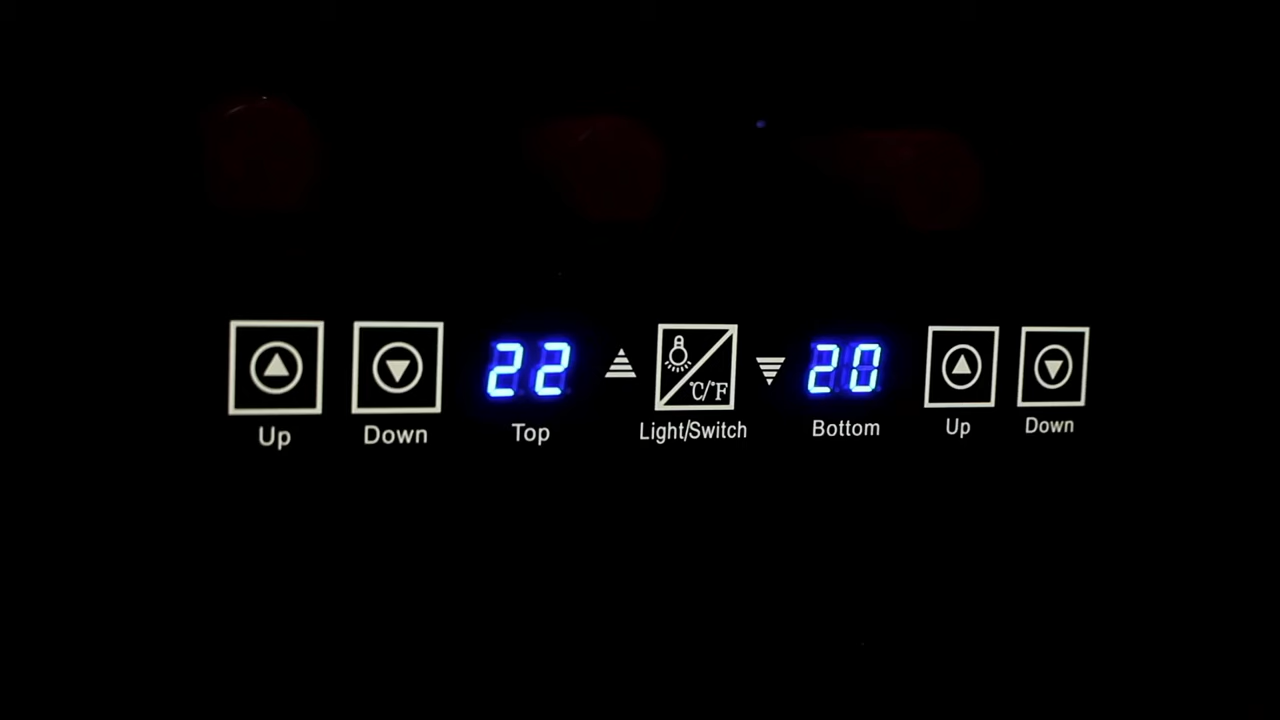 22
℃/℉
20
Up
Down
Top
Light/Switch
Bottom
Up
Down